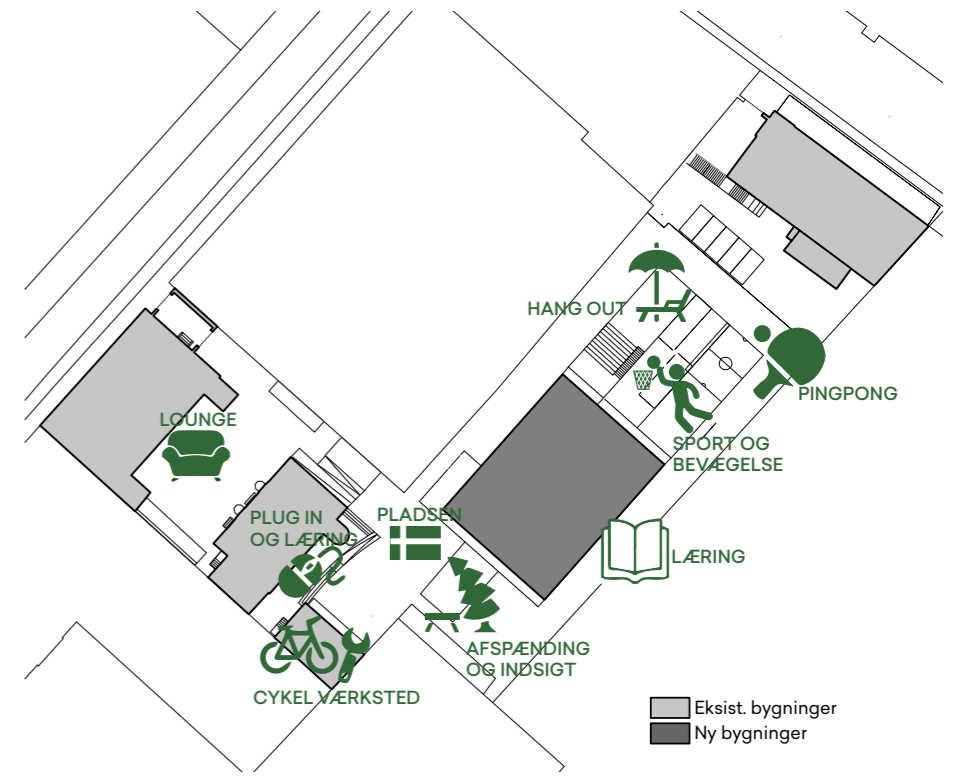 HANG OUT
PINGPONG
LOUNGE
SPORT OG
BEVÆGELSE
PLUG IN
OG LÆRING
PLADSEN
LÆRING
AFSPÆNDING
OG INDSIGT
CYKEL VÆRKSTED
Eksist. bygninger
Ny bygninger